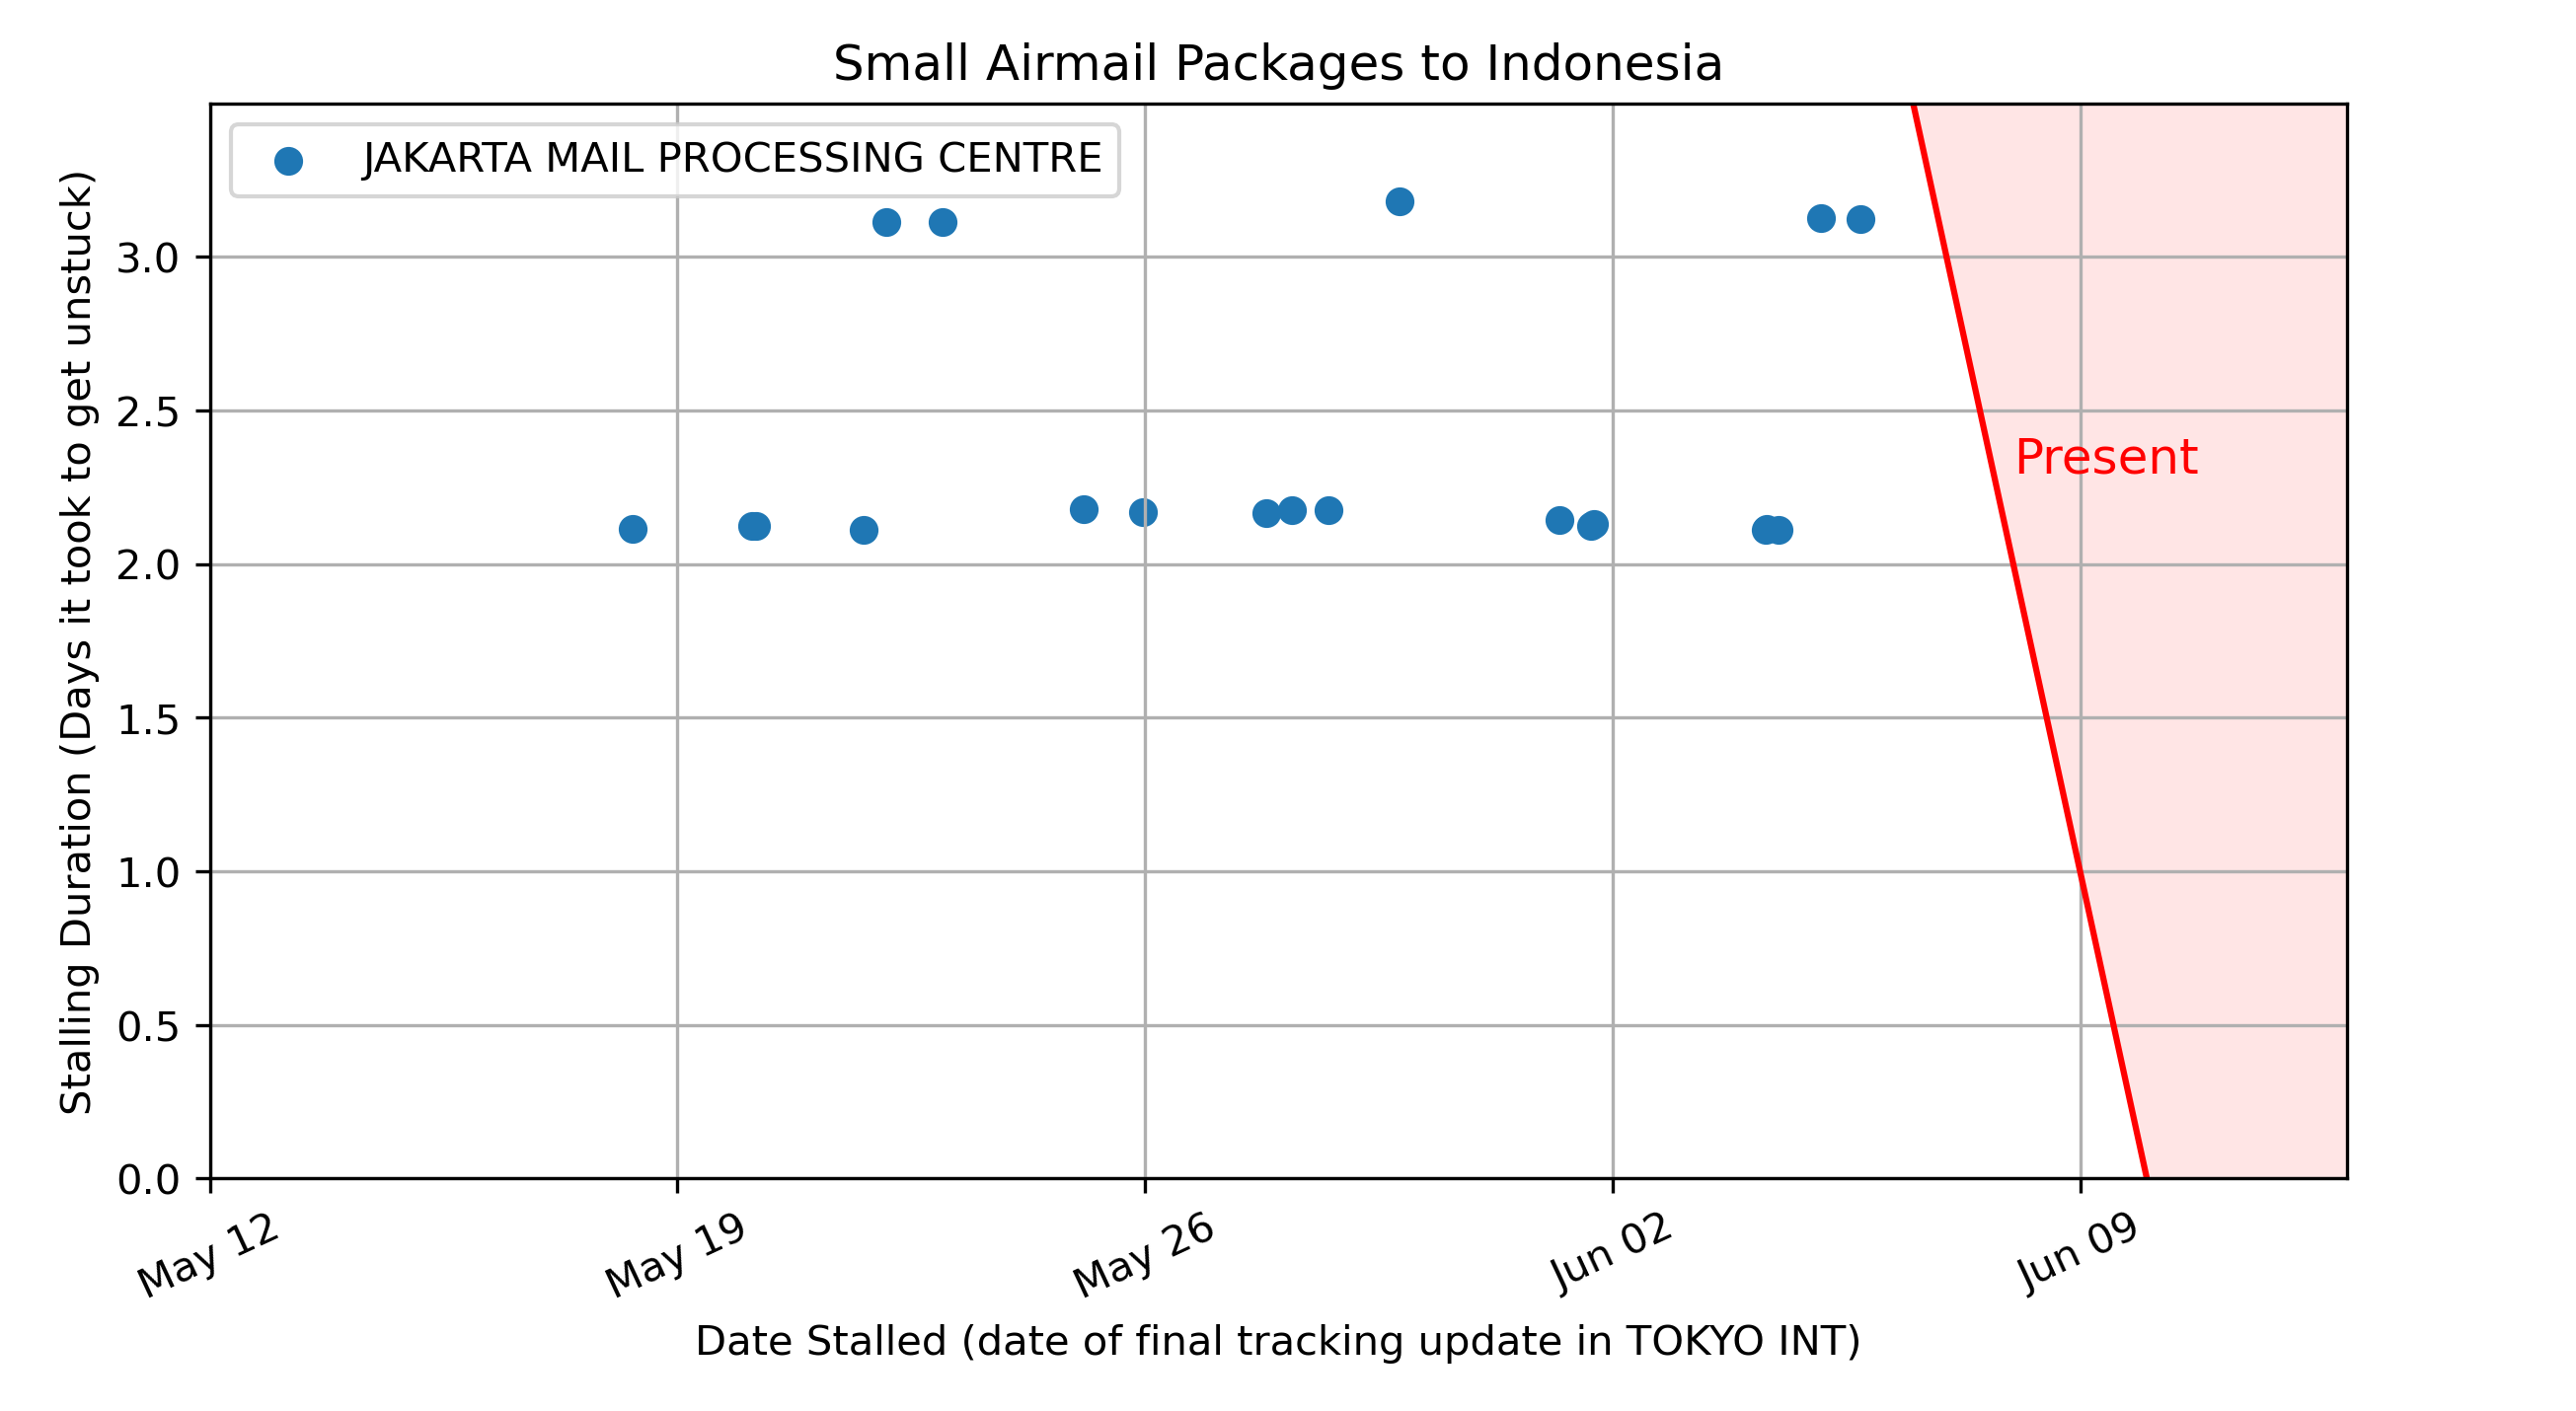 Small Airmail Packages to Indonesia
JAKARTA MAIL PROCESSING CENTRE
Stalling Duration (Days it took to get unstuck)
3.0
2.5
2.0
1.5
1.0
0.5
0.0
Present
May 12
May 19
May 26
Jun 02
Jun 09
Date Stalled (date of final tracking update in TOKYO INT)